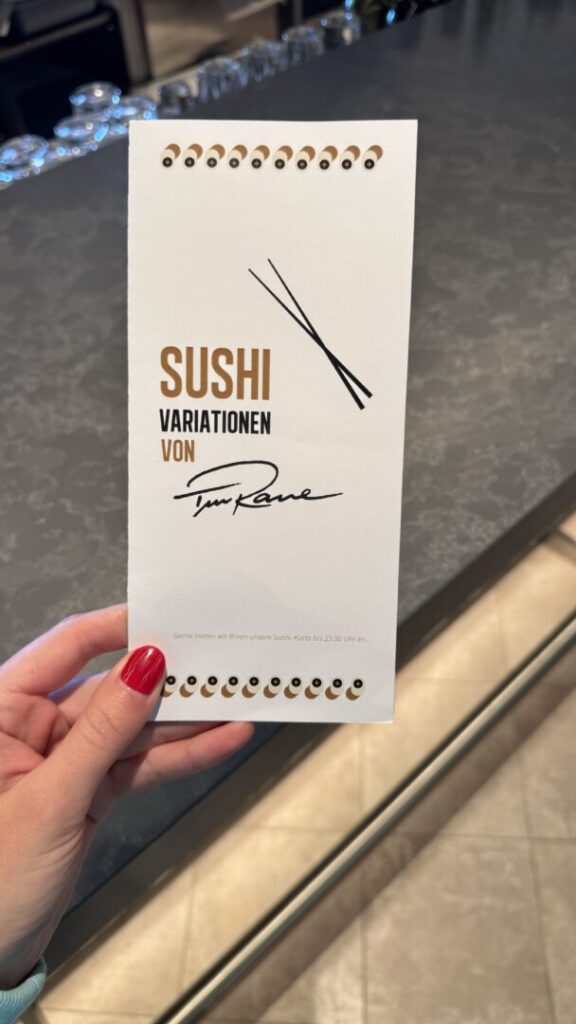 SUSHI
VARIATIONEN
VON
Tim Raue
Gerne bieten wir Ihnen unsere Sushi-Karte bis 22:00 Uhr an.